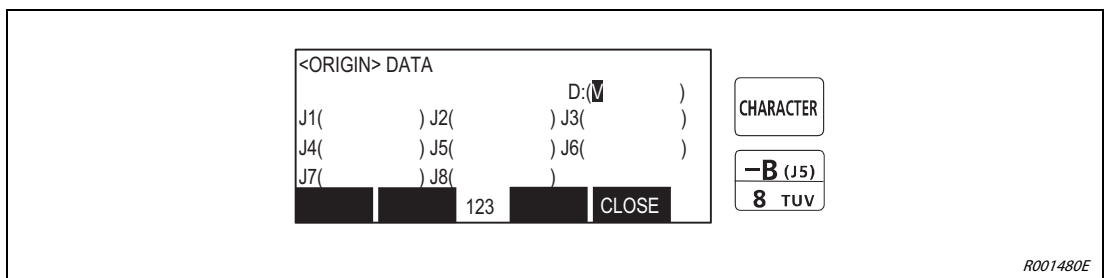 <ORIGIN> DATA
D:(V )
J1( ) J2( ) J3( )
J4( ) J5( ) J6( )
J7( ) J8( )
123 CLOSE
CHARACTER
−B (J5)
8 TUV
R001480E